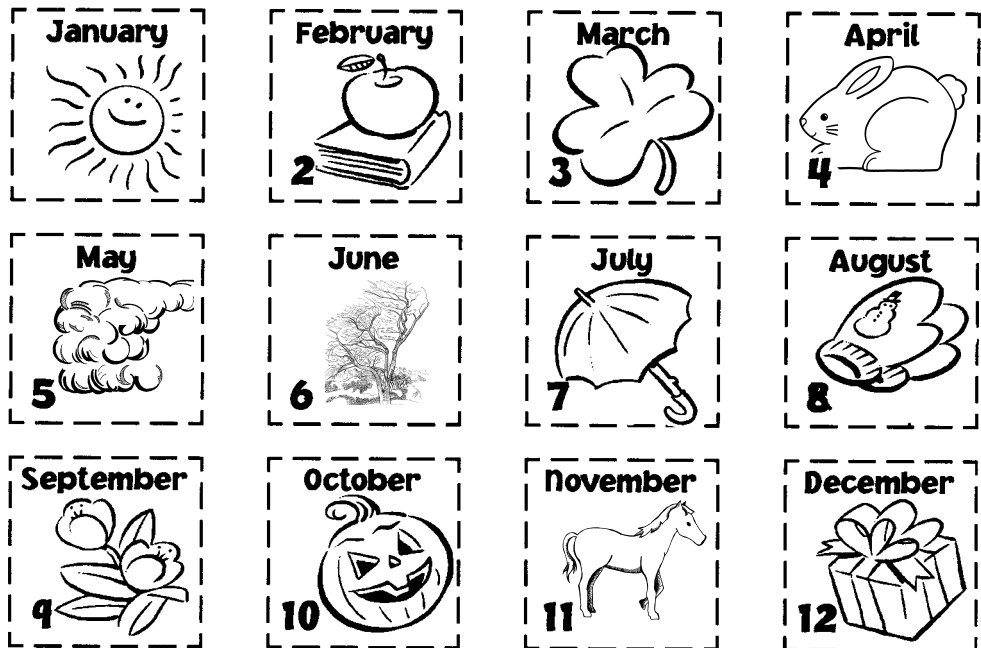 January
February
March
April
2
3
4
May
June
July
August
5
6
7
8
September
October
November
December
9
10
11
12